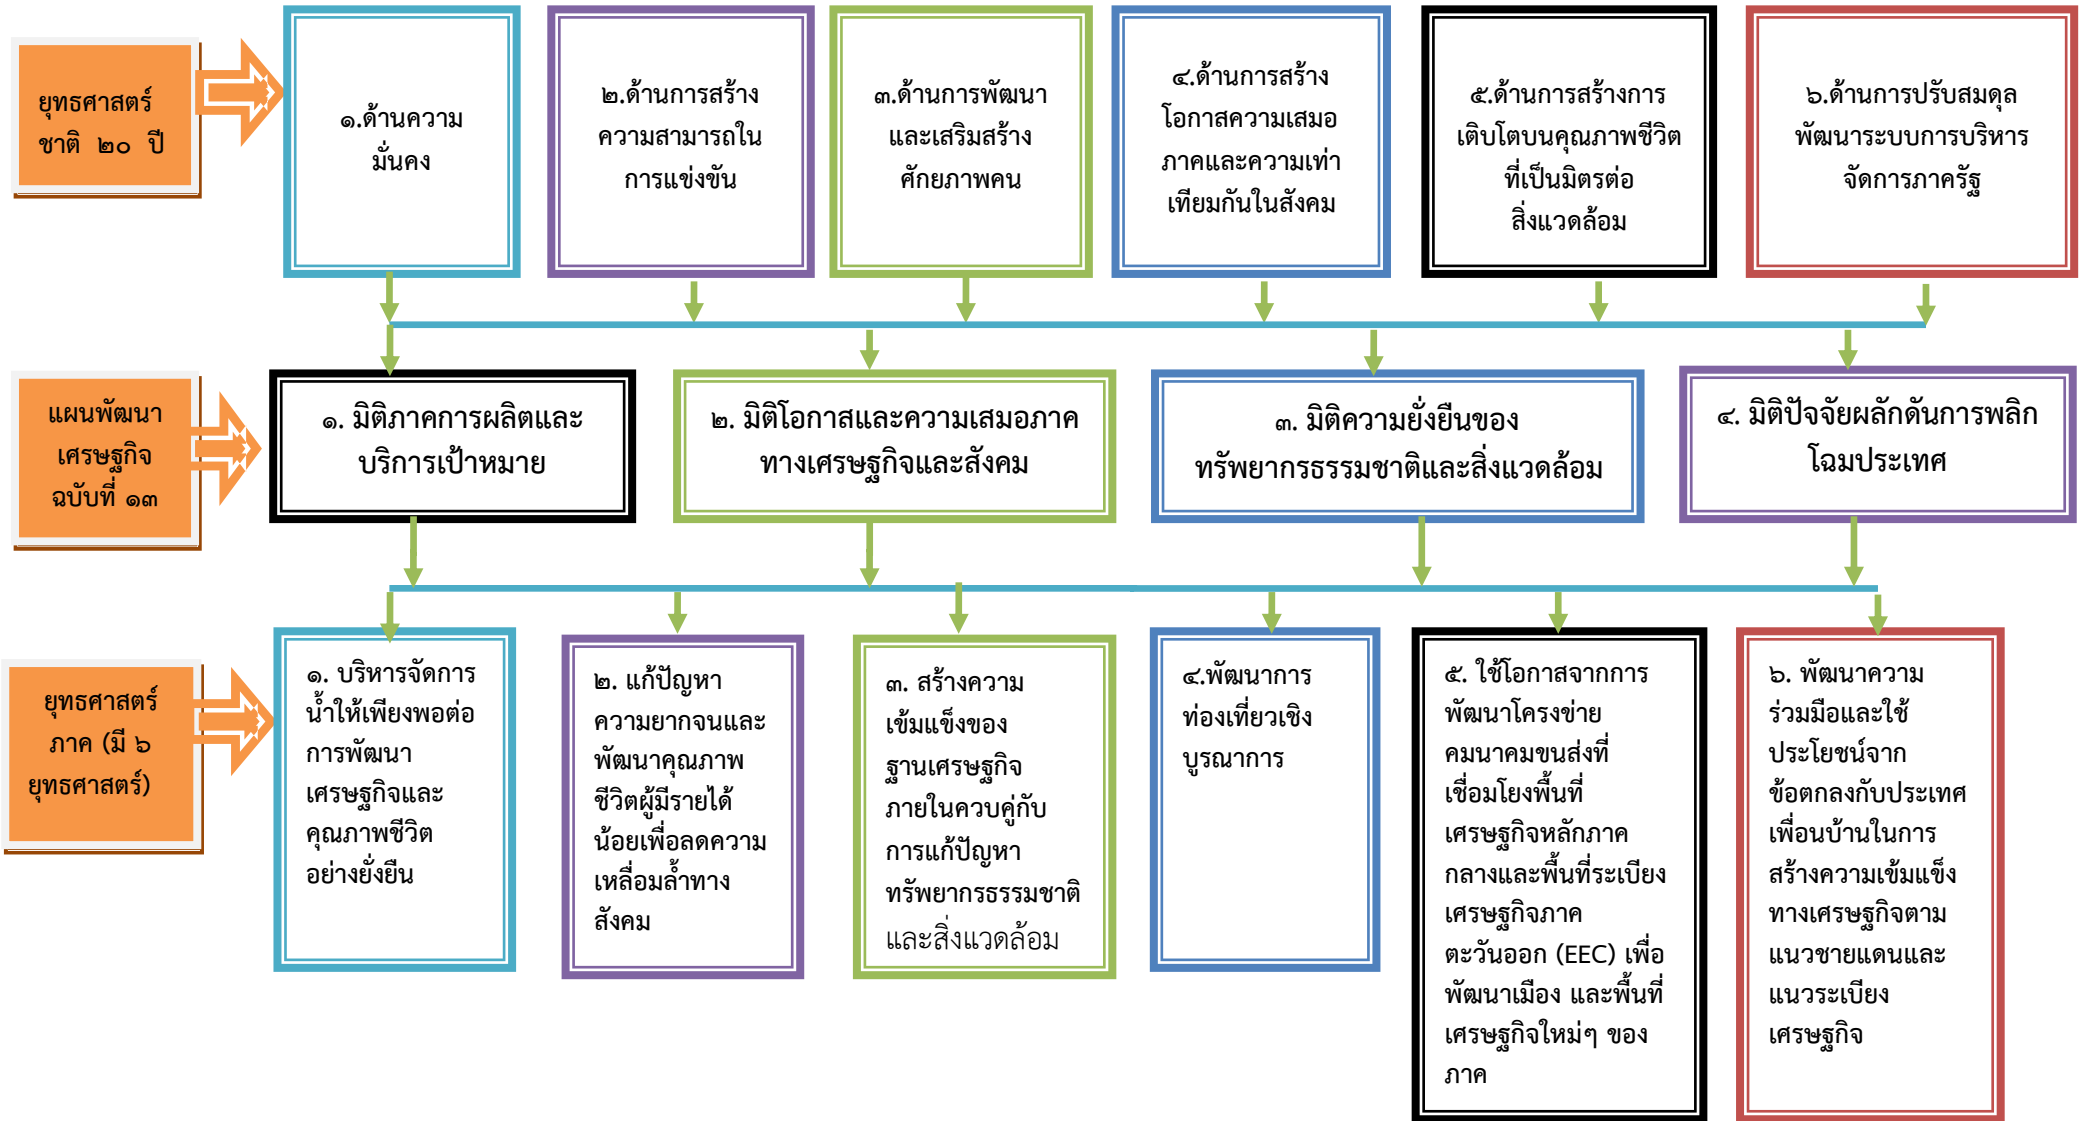 ยุทธศาสตร์
ชาติ ๒๐ ปี
๑.ด้านความ
มั่นคง
๒.ด้านการสร้าง
ความสามารถใน
การแข่งขัน
๓.ด้านการพัฒนา
และเสริมสร้าง
ศักยภาพคน
๔.ด้านการสร้าง
โอกาสความเสมอ
ภาคและความเท่า
เทียมกันในสังคม
๕.ด้านการสร้างการ
เติบโตบนคุณภาพชีวิต
ที่เป็นมิตรต่อ
สิ่งแวดล้อม
๖.ด้านการปรับสมดุล
พัฒนาระบบการบริหาร
จัดการภาครัฐ
แผนพัฒนา
เศรษฐกิจ
ฉบับที่ ๑๓
๑. มิติภาคการผลิตและ
บริการเป้าหมาย
๒. มิติโอกาสและความเสมอภาค
ทางเศรษฐกิจและสังคม
๓. มิติความยั่งยืนของ
ทรัพยากรธรรมชาติและสิ่งแวดล้อม
๔. มิติปัจจัยผลักดันการพลิก
โฉมประเทศ
ยุทธศาสตร์
ภาค (มี ๖
ยุทธศาสตร์)
๑. บริหารจัดการ
น้ำให้เพียงพอต่อ
การพัฒนา
เศรษฐกิจและ
คุณภาพชีวิต
อย่างยั่งยืน
๒. แก้ปัญหา
ความยากจนและ
พัฒนาคุณภาพ
ชีวิตผู้มีรายได้
น้อยเพื่อลดความ
เหลื่อมล้ำทาง
สังคม
๓. สร้างความ
เข้มแข็งของ
ฐานเศรษฐกิจ
ภายในควบคู่กับ
การแก้ปัญหา
ทรัพยากรธรรมชาติ
และสิ่งแวดล้อม
๔.พัฒนาการ
ท่องเที่ยวเชิง
บูรณาการ
๕. ใช้โอกาสจากการ
พัฒนาโครงข่าย
คมนาคมขนส่งที่
เชื่อมโยงพื้นที่
เศรษฐกิจหลักภาค
กลางและพื้นที่ระเบียง
เศรษฐกิจภาค
ตะวันออก (EEC) เพื่อ
พัฒนาเมือง และพื้นที่
เศรษฐกิจใหม่ๆ ของ
ภาค
๖. พัฒนาความ
ร่วมมือและใช้
ประโยชน์จาก
ข้อตกลงกับประเทศ
เพื่อนบ้านในการ
สร้างความเข้มแข็ง
ทางเศรษฐกิจตาม
แนวชายแดนและ
แนวระเบียง
เศรษฐกิจ